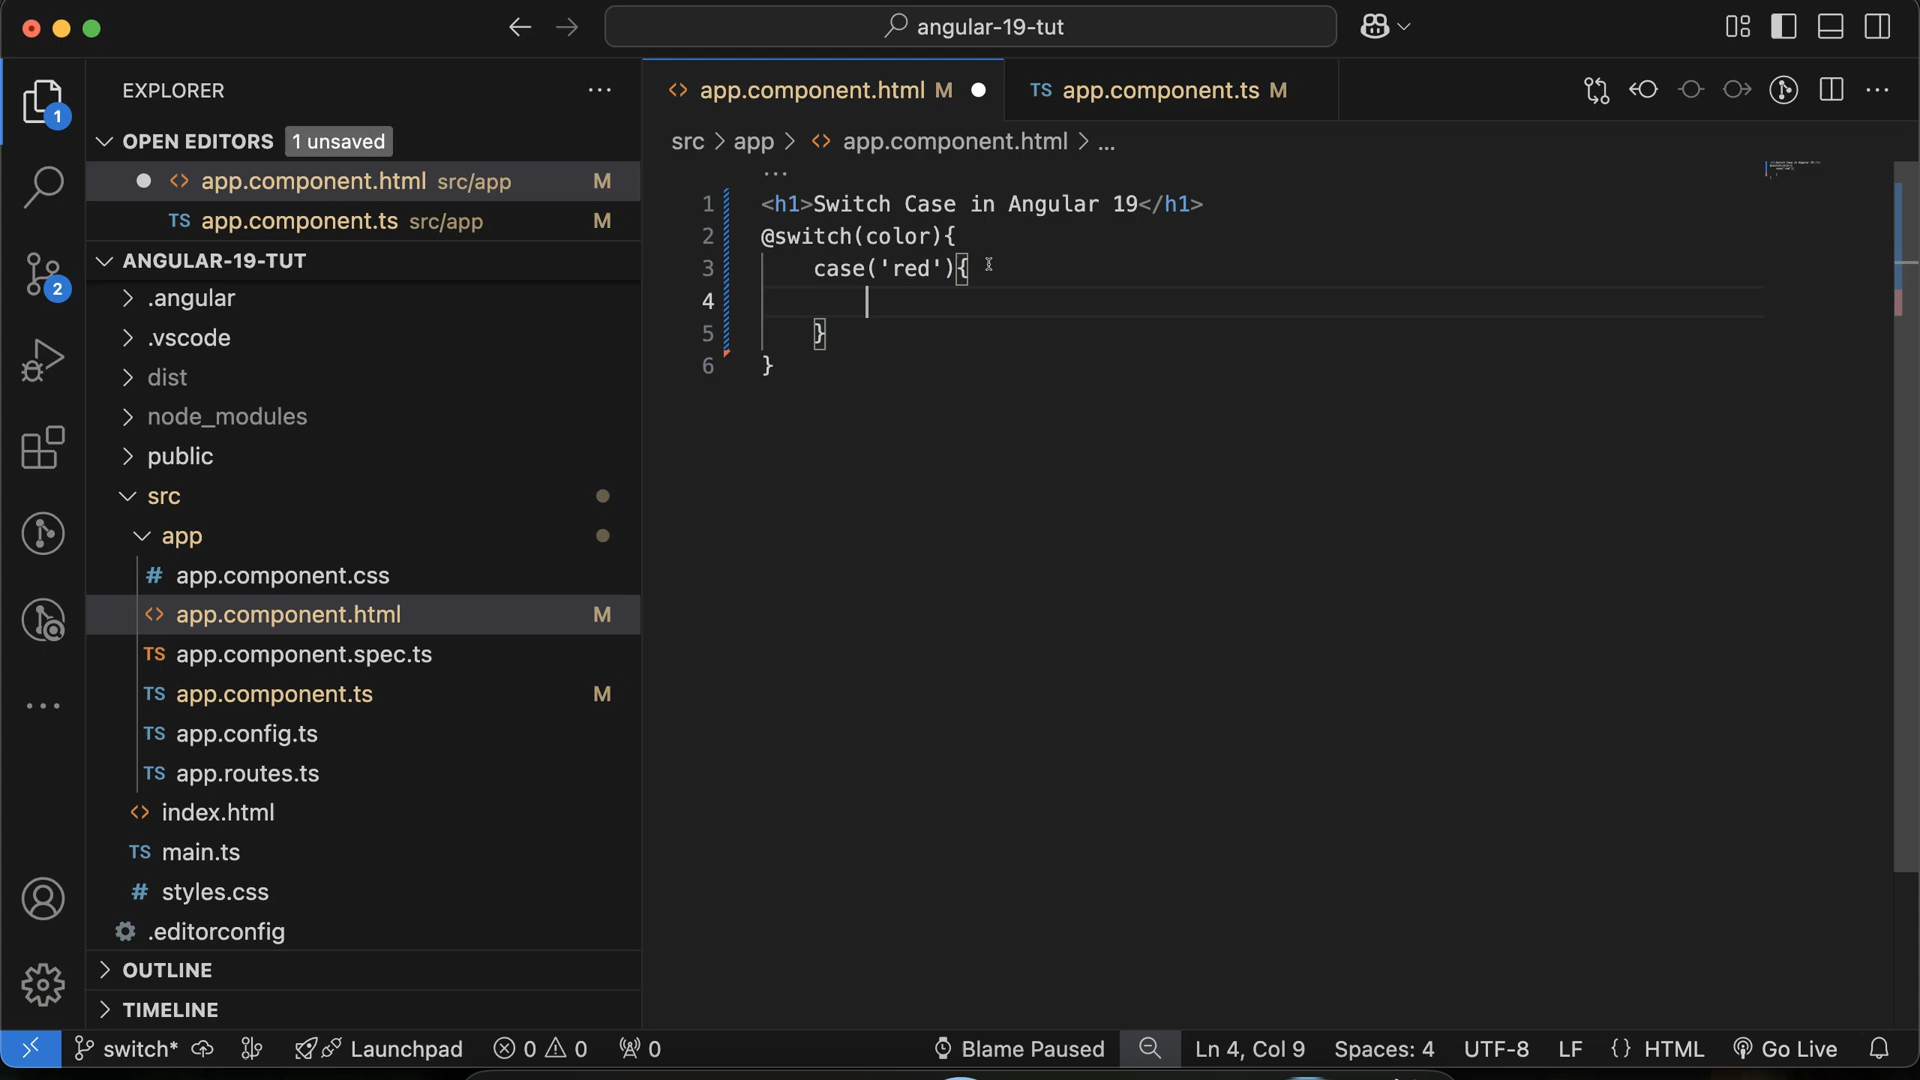 angular-19-tut
EXPLORER
OPEN EDITORS 1 unsaved
app.component.html src/app M
TS app.component.ts src/app M
ANGULAR-19-TUT
.angular
.vscode
dist
node_modules
public
src
app
# app.component.css
<> app.component.html M
TS app.component.spec.ts
TS app.component.ts M
TS app.config.ts
TS app.routes.ts
<> index.html
TS main.ts
# styles.css
.editorconfig
OUTLINE
TIMELINE
1
2
<> app.component.html M
TS app.component.ts M
src > app > <> app.component.html > ...
1 <h1>Switch Case in Angular 19</h1>
2 @switch(color){
3 case('red'){
4
5 }
6 }
switch* Launchpad 0 0 0 Blame Paused Ln 4, Col 9 Spaces: 4 UTF-8 LF {} HTML Go Live